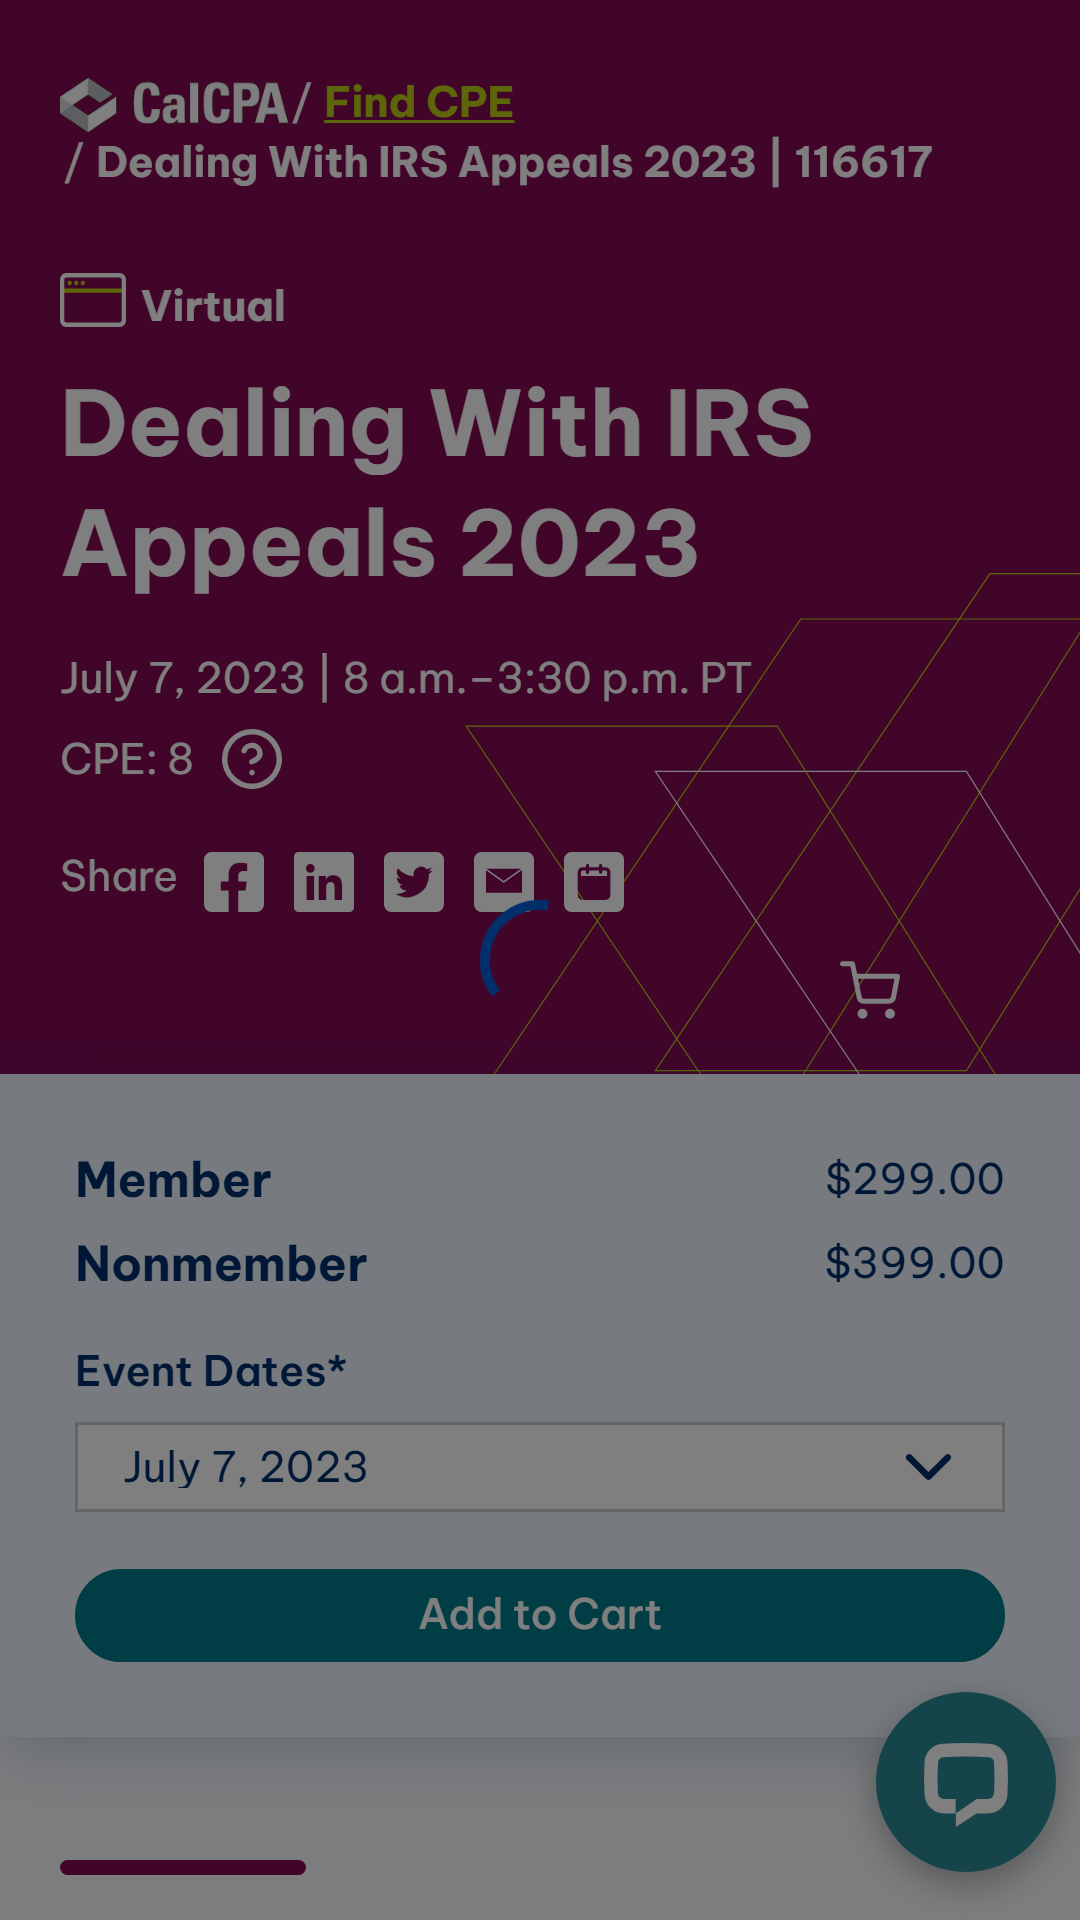 CalCPA / Find CPE
/ Dealing With IRS Appeals 2023 | 116617
Virtual
Dealing With IRS
Appeals 2023
July 7, 2023 | 8 a.m.–3:30 p.m. PT
CPE: 8 ?
Share
Member $299.00
Nonmember $399.00
Event Dates*
July 7, 2023
Add to Cart